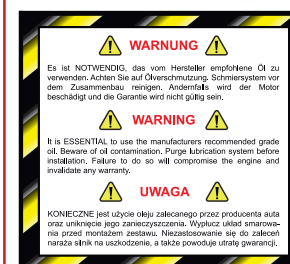 WARNUNG
Es ist NOTWENDIG, das vom Hersteller empfohlene Öl zu
verwenden. Achten Sie auf Ölverschmutzung. Schmiersystem vor
dem Zusammenbau reinigen. Andernfalls wird der Motor
beschädigt und die Garantie wird nicht gültig sein.
WARNING
It is ESSENTIAL to use the manufacturers recommended grade
oil. Beware of oil contamination. Purge lubrication system before
installation. Failure to do so will compromise the engine and
invalidate any warranty.
UWAGA
KONIECZNE jest użycie oleju zalecanego przez producenta auta
oraz uniknięcie jego zanieczyszczenia. Wypłucz układ smarowa-
nia przed montażem zestawu. Niezastosowanie się do zaleceń
naraża silnik na uszkodzenie, a także powoduje utratę gwarancji.